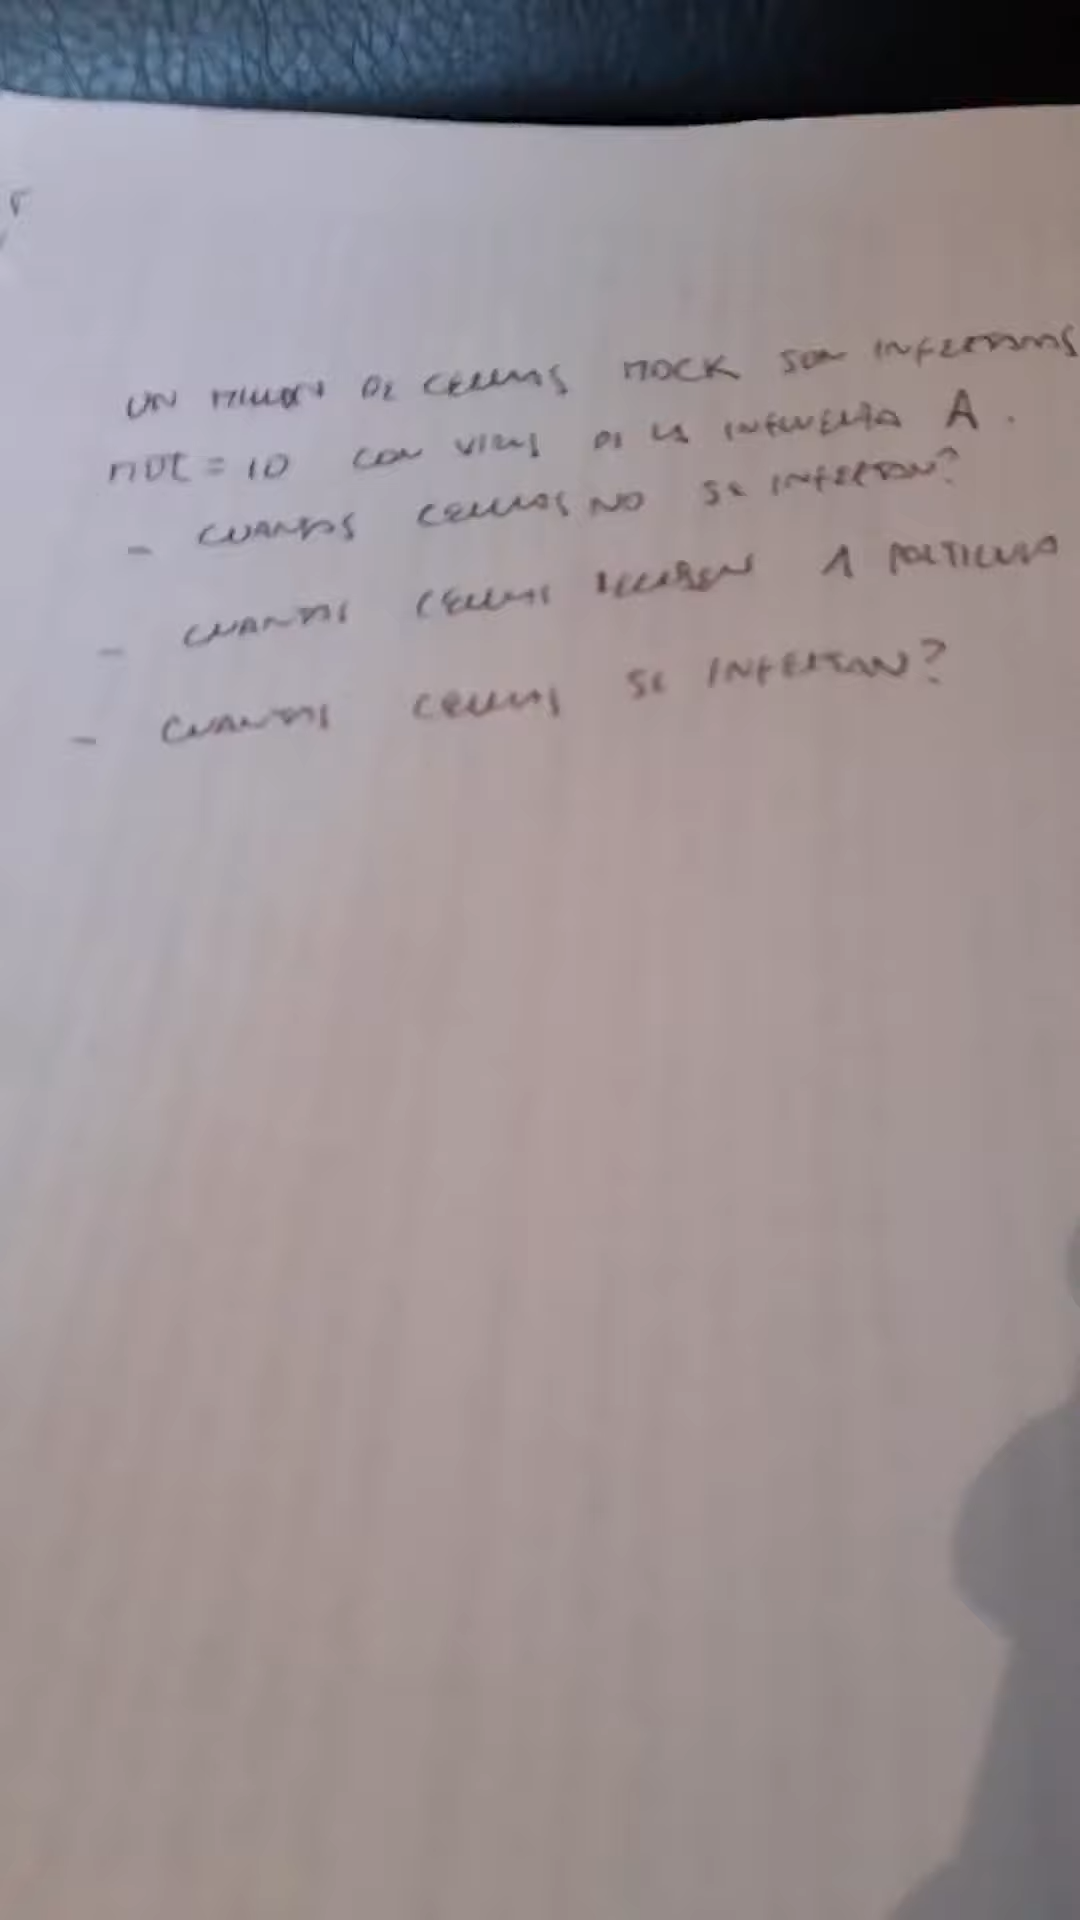 UN MILLON DE CELULAS MOCK SON INFECTADAS
MOI = 10 CON VIRUS DE LA INFLUENZA A.
- CUANTAS CELULAS NO SE INFECTAN?
- CUANTAS CELULAS RECIBEN 1 PARTICULA
- CUANTAS CELULAS SE INFECTAN?